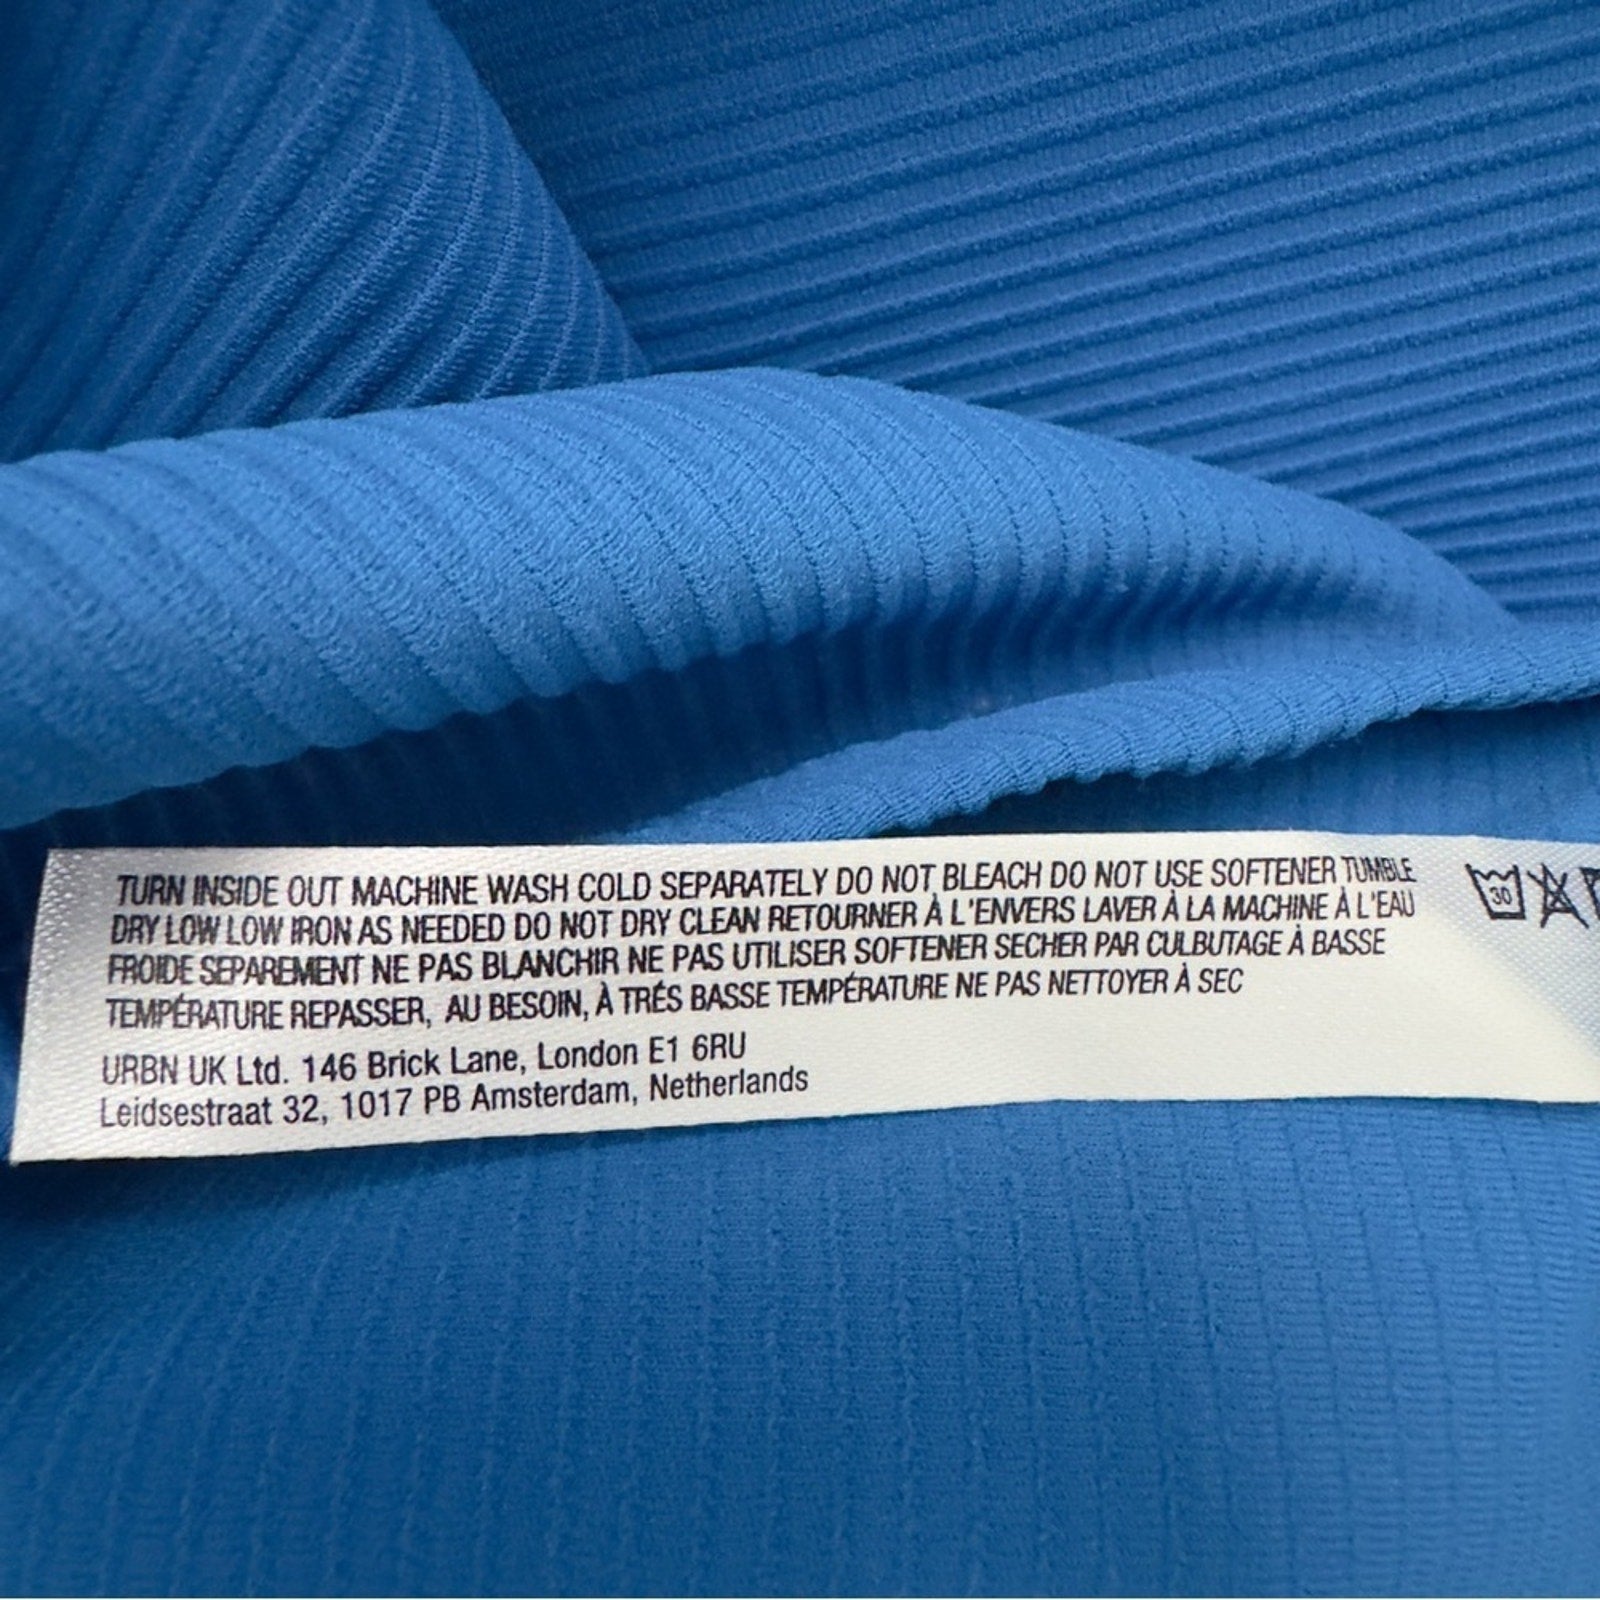 TURN INSIDE OUT MACHINE WASH COLD SEPARATELY DO NOT BLEACH DO NOT USE SOFTENER TUMBLE
DRY LOW LOW IRON AS NEEDED DO NOT DRY CLEAN RETOURNER À L'ENVERS LAVER À LA MACHINE À L'EAU
FROIDE SEPAREMENT NE PAS BLANCHIR NE PAS UTILISER SOFTENER SECHER PAR CULBUTAGE À BASSE
TEMPÉRATURE REPASSER, AU BESOIN, À TRÉS BASSE TEMPÉRATURE NE PAS NETTOYER À SEC
30
URBN UK Ltd. 146 Brick Lane, London E1 6RU
Leidsestraat 32, 1017 PB Amsterdam, Netherlands